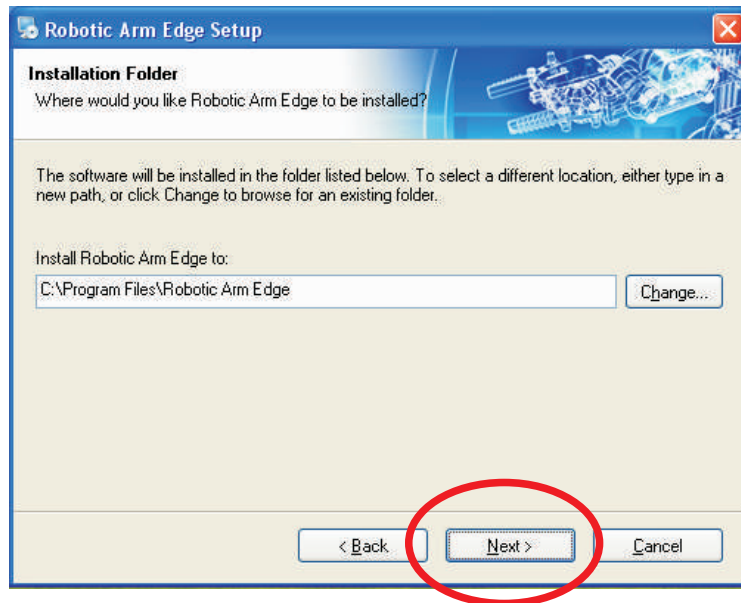 Robotic Arm Edge Setup
Installation Folder
Where would you like Robotic Arm Edge to be installed?
The software will be installed in the folder listed below. To select a different location, either type in a
new path, or click Change to browse for an existing folder.
Install Robotic Arm Edge to:
C:\Program Files\Robotic Arm Edge
Change...
< Back
Next >
Cancel